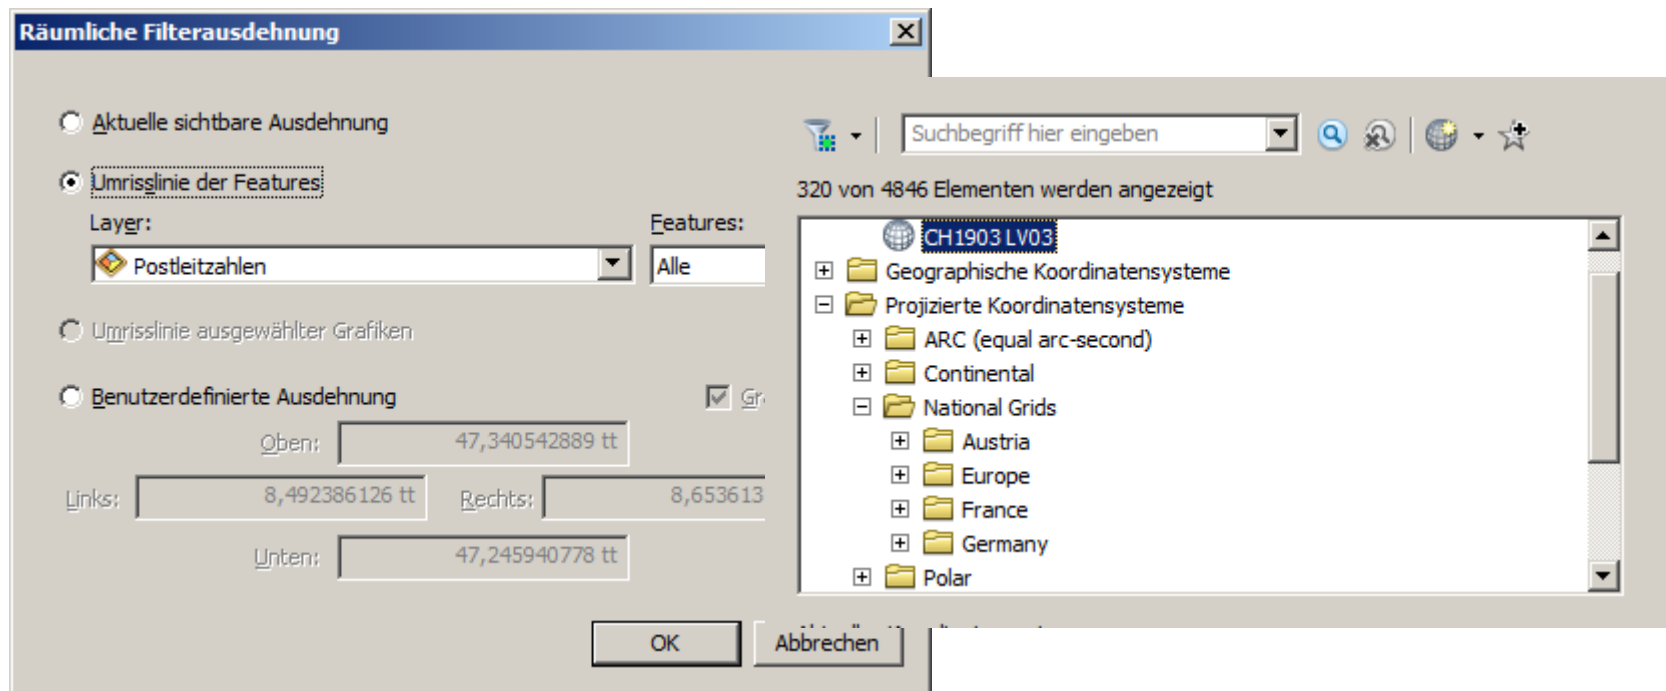 Räumliche Filterausdehnung
Aktuelle sichtbare Ausdehnung
Umrisslinie der Features
Layer:
Features:
Postleitzahlen
Alle
Umrisslinie ausgewählter Grafiken
Benutzerdefinierte Ausdehnung
Oben:
47,340542889 tt
Links:
8,492386126 tt
Rechts:
8,653613
Unten:
47,245940778 tt
OK
Abbrechen
Suchbegriff hier eingeben
320 von 4846 Elementen werden angezeigt
CH1903 LV03
Geographische Koordinatensysteme
Projizierte Koordinatensysteme
ARC (equal arc-second)
Continental
National Grids
Austria
Europe
France
Germany
Polar